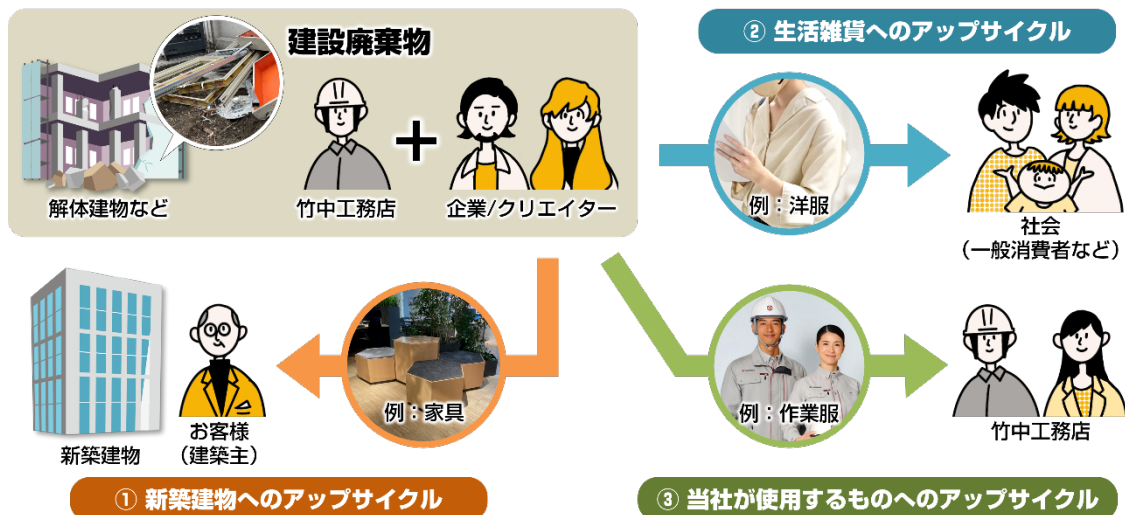 建設廃棄物
解体建物など
竹中工務店
企業/クリエイター
② 生活雑貨へのアップサイクル
例：洋服
社会
（一般消費者など）
新築建物
お客様
（建築主）
例：家具
① 新築建物へのアップサイクル
例：作業服
竹中工務店
③ 当社が使用するものへのアップサイクル